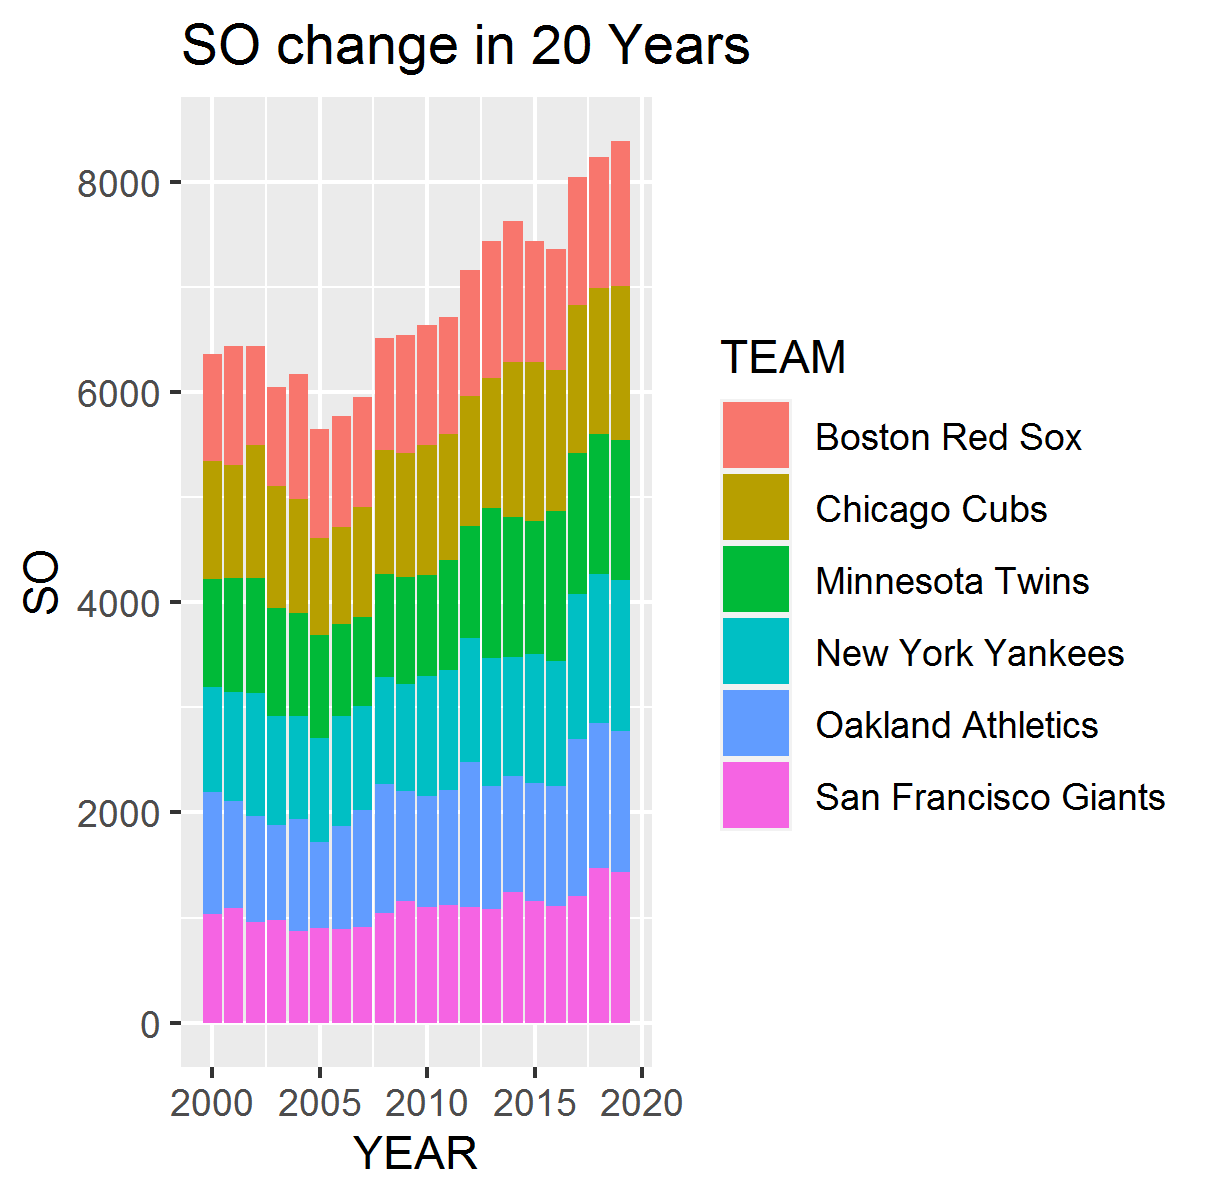 SO change in 20 Years
SO
8000
6000
4000
2000
0
2000 2005 2010 2015 2020
YEAR
TEAM
Boston Red Sox
Chicago Cubs
Minnesota Twins
New York Yankees
Oakland Athletics
San Francisco Giants